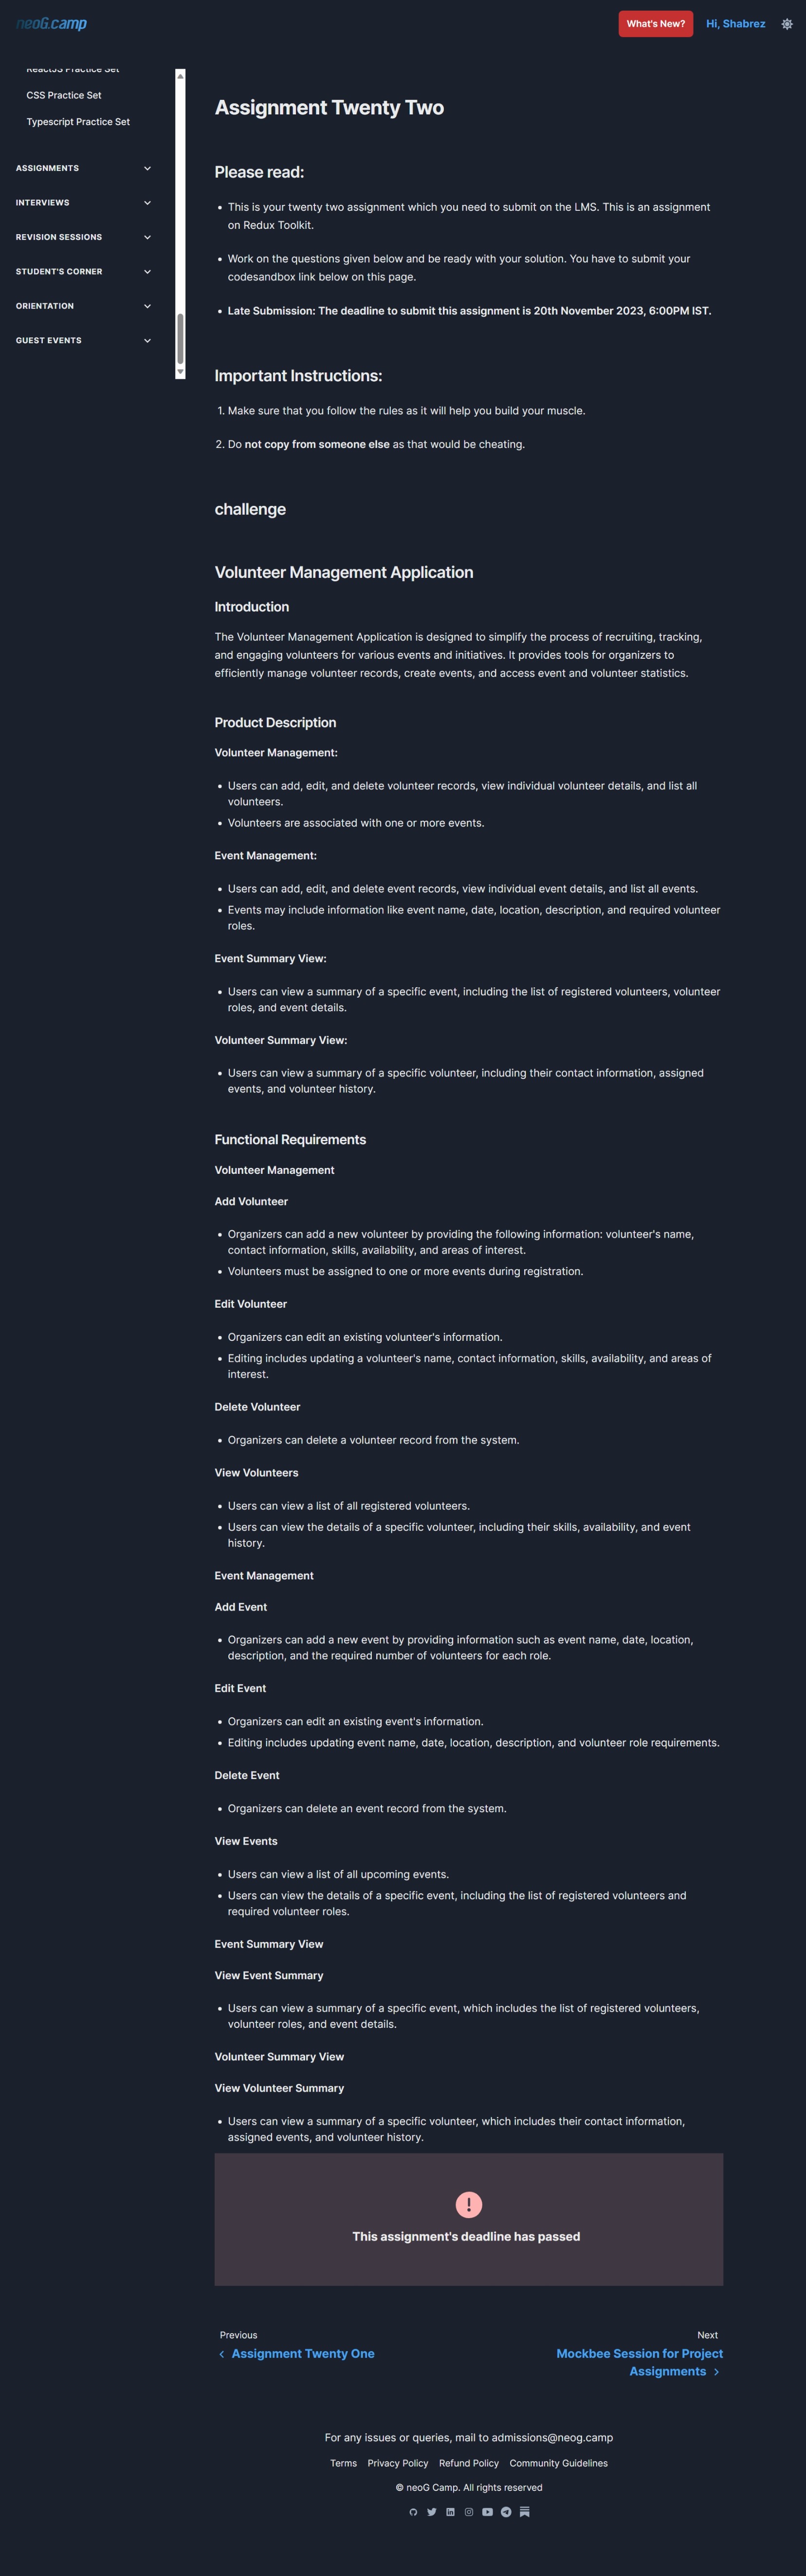 neoG.camp
What's New?
Hi, Shabrez
ReactJS Practice Set
CSS Practice Set
Typescript Practice Set
ASSIGNMENTS
INTERVIEWS
REVISION SESSIONS
STUDENT'S CORNER
ORIENTATION
GUEST EVENTS
Assignment Twenty Two
Please read:
• This is your twenty two assignment which you need to submit on the LMS. This is an assignment
on Redux Toolkit.
• Work on the questions given below and be ready with your solution. You have to submit your
codesandbox link below on this page.
• Late Submission: The deadline to submit this assignment is 20th November 2023, 6:00PM IST.
Important Instructions:
1. Make sure that you follow the rules as it will help you build your muscle.
2. Do not copy from someone else as that would be cheating.
challenge
Volunteer Management Application
Introduction
The Volunteer Management Application is designed to simplify the process of recruiting, tracking,
and engaging volunteers for various events and initiatives. It provides tools for organizers to
efficiently manage volunteer records, create events, and access event and volunteer statistics.
Product Description
Volunteer Management:
• Users can add, edit, and delete volunteer records, view individual volunteer details, and list all
volunteers.
• Volunteers are associated with one or more events.
Event Management:
• Users can add, edit, and delete event records, view individual event details, and list all events.
• Events may include information like event name, date, location, description, and required volunteer
roles.
Event Summary View:
• Users can view a summary of a specific event, including the list of registered volunteers, volunteer
roles, and event details.
Volunteer Summary View:
• Users can view a summary of a specific volunteer, including their contact information, assigned
events, and volunteer history.
Functional Requirements
Volunteer Management
Add Volunteer
• Organizers can add a new volunteer by providing the following information: volunteer's name,
contact information, skills, availability, and areas of interest.
• Volunteers must be assigned to one or more events during registration.
Edit Volunteer
• Organizers can edit an existing volunteer's information.
• Editing includes updating a volunteer's name, contact information, skills, availability, and areas of
interest.
Delete Volunteer
• Organizers can delete a volunteer record from the system.
View Volunteers
• Users can view a list of all registered volunteers.
• Users can view the details of a specific volunteer, including their skills, availability, and event
history.
Event Management
Add Event
• Organizers can add a new event by providing information such as event name, date, location,
description, and the required number of volunteers for each role.
Edit Event
• Organizers can edit an existing event's information.
• Editing includes updating event name, date, location, description, and volunteer role requirements.
Delete Event
• Organizers can delete an event record from the system.
View Events
• Users can view a list of all upcoming events.
• Users can view the details of a specific event, including the list of registered volunteers and
required volunteer roles.
Event Summary View
View Event Summary
• Users can view a summary of a specific event, which includes the list of registered volunteers,
volunteer roles, and event details.
Volunteer Summary View
View Volunteer Summary
• Users can view a summary of a specific volunteer, which includes their contact information,
assigned events, and volunteer history.
This assignment's deadline has passed
Previous
Assignment Twenty One
Next
Mockbee Session for Project
Assignments
For any issues or queries, mail to admissions@neog.camp
Terms Privacy Policy Refund Policy Community Guidelines
© neoG Camp. All rights reserved